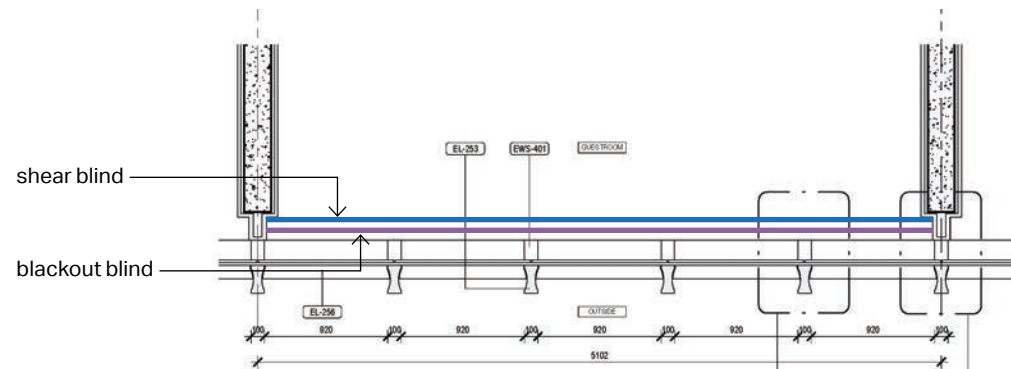 EL-253 EWS-401 GUESTROOM
shear blind
blackout blind
EL-256 OUTSIDE
100 920 100 920 100 920 100 920 100 920 100
5102